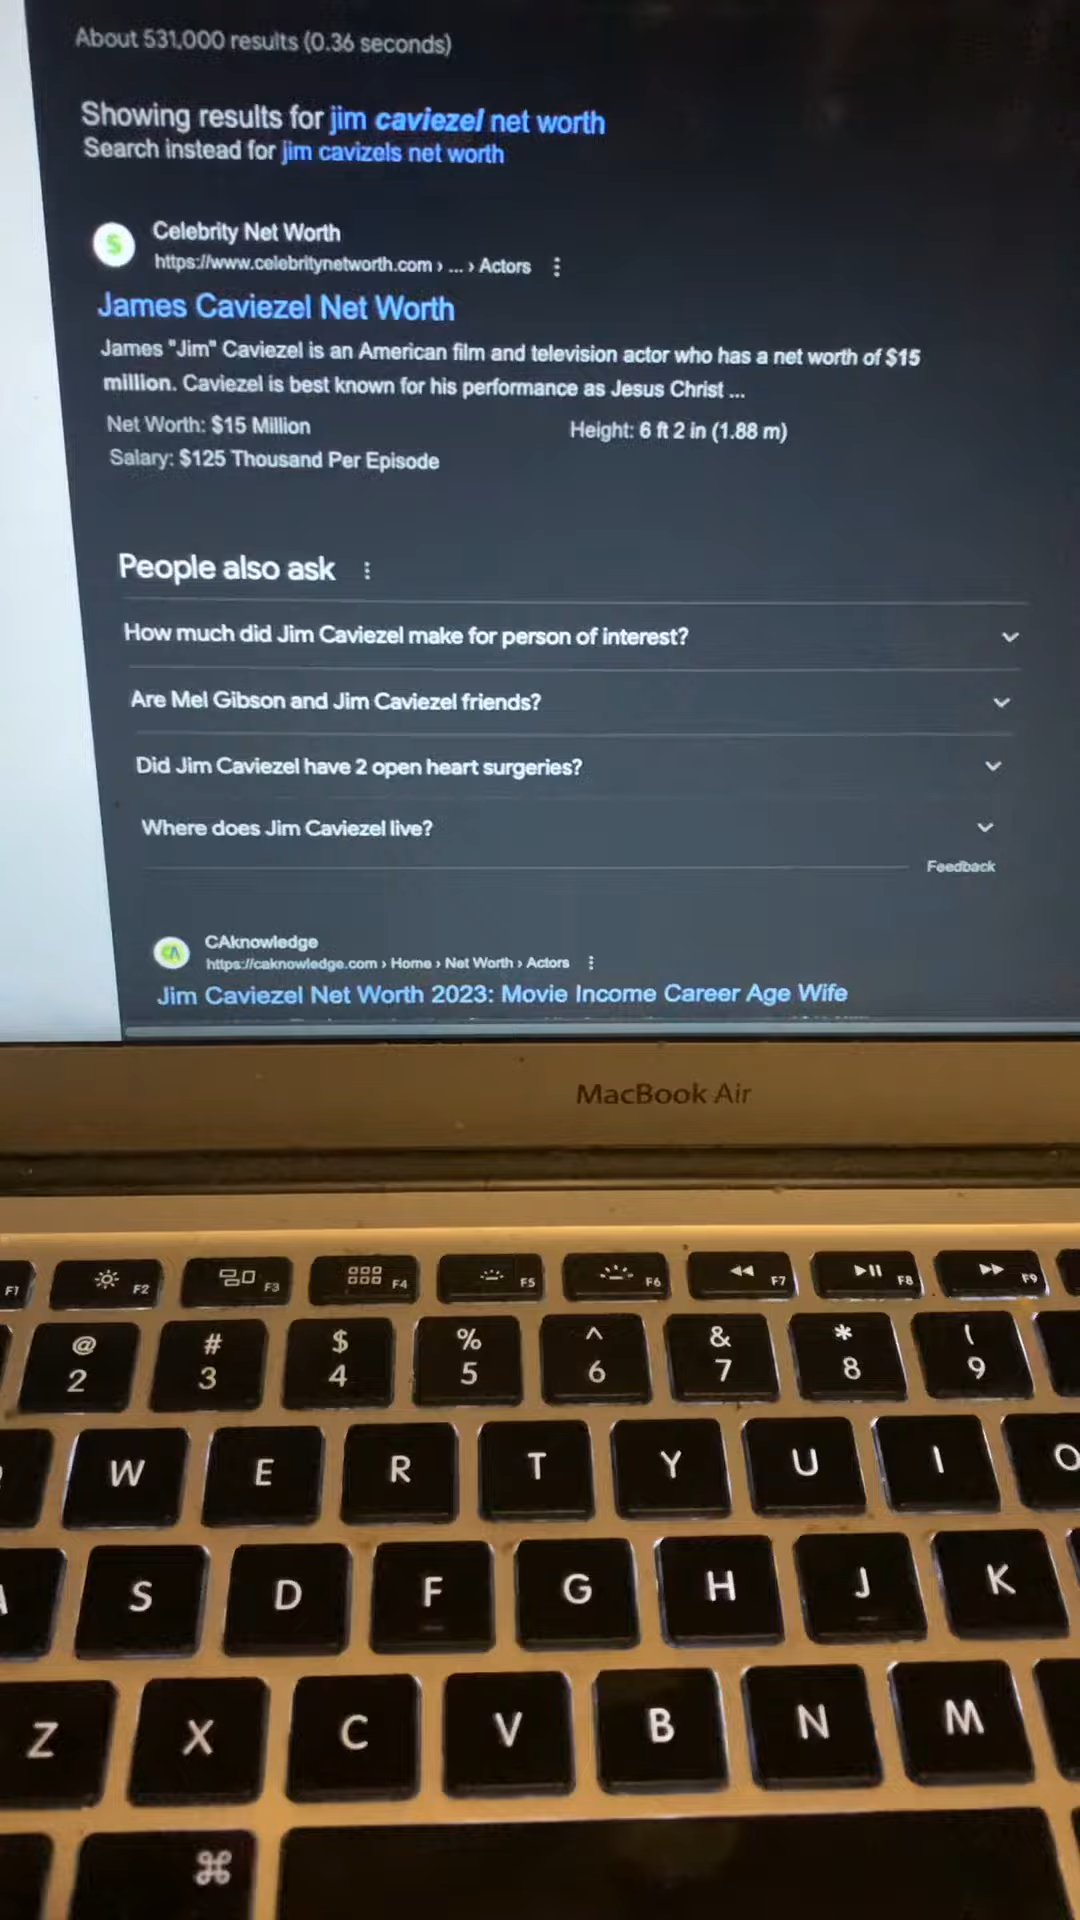 About 531,000 results (0.36 seconds)
Showing results for jim caviezel net worth
Search instead for jim cavizels net worth
Celebrity Net Worth
https://www.celebritynetworth.com › ... › Actors
James Caviezel Net Worth
James "Jim" Caviezel is an American film and television actor who has a net worth of $15
million. Caviezel is best known for his performance as Jesus Christ ...
Net Worth: $15 Million Height: 6 ft 2 in (1.88 m)
Salary: $125 Thousand Per Episode
People also ask
How much did Jim Caviezel make for person of interest?
Are Mel Gibson and Jim Caviezel friends?
Did Jim Caviezel have 2 open heart surgeries?
Where does Jim Caviezel live?
Feedback
CA
CAknowledge
https://caknowledge.com › Home › Net Worth › Actors
Jim Caviezel Net Worth 2023: Movie Income Career Age Wife
MacBook Air
F1 F2 F3 F4 F5 F6 F7 F8 F9
@ # $ % ^ & * (
2 3 4 5 6 7 8 9
W E R T Y U I O
S D F G H J K
Z X C V B N M
⌘